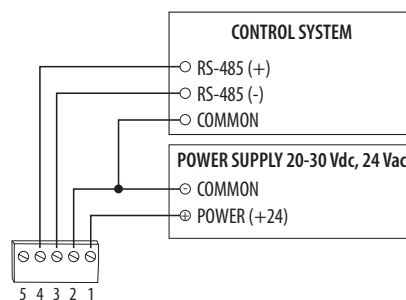 CONTROL SYSTEM
RS-485 (+)
RS-485 (-)
COMMON
POWER SUPPLY 20-30 Vdc, 24 Vac
- COMMON
+ POWER (+24)
5 4 3 2 1